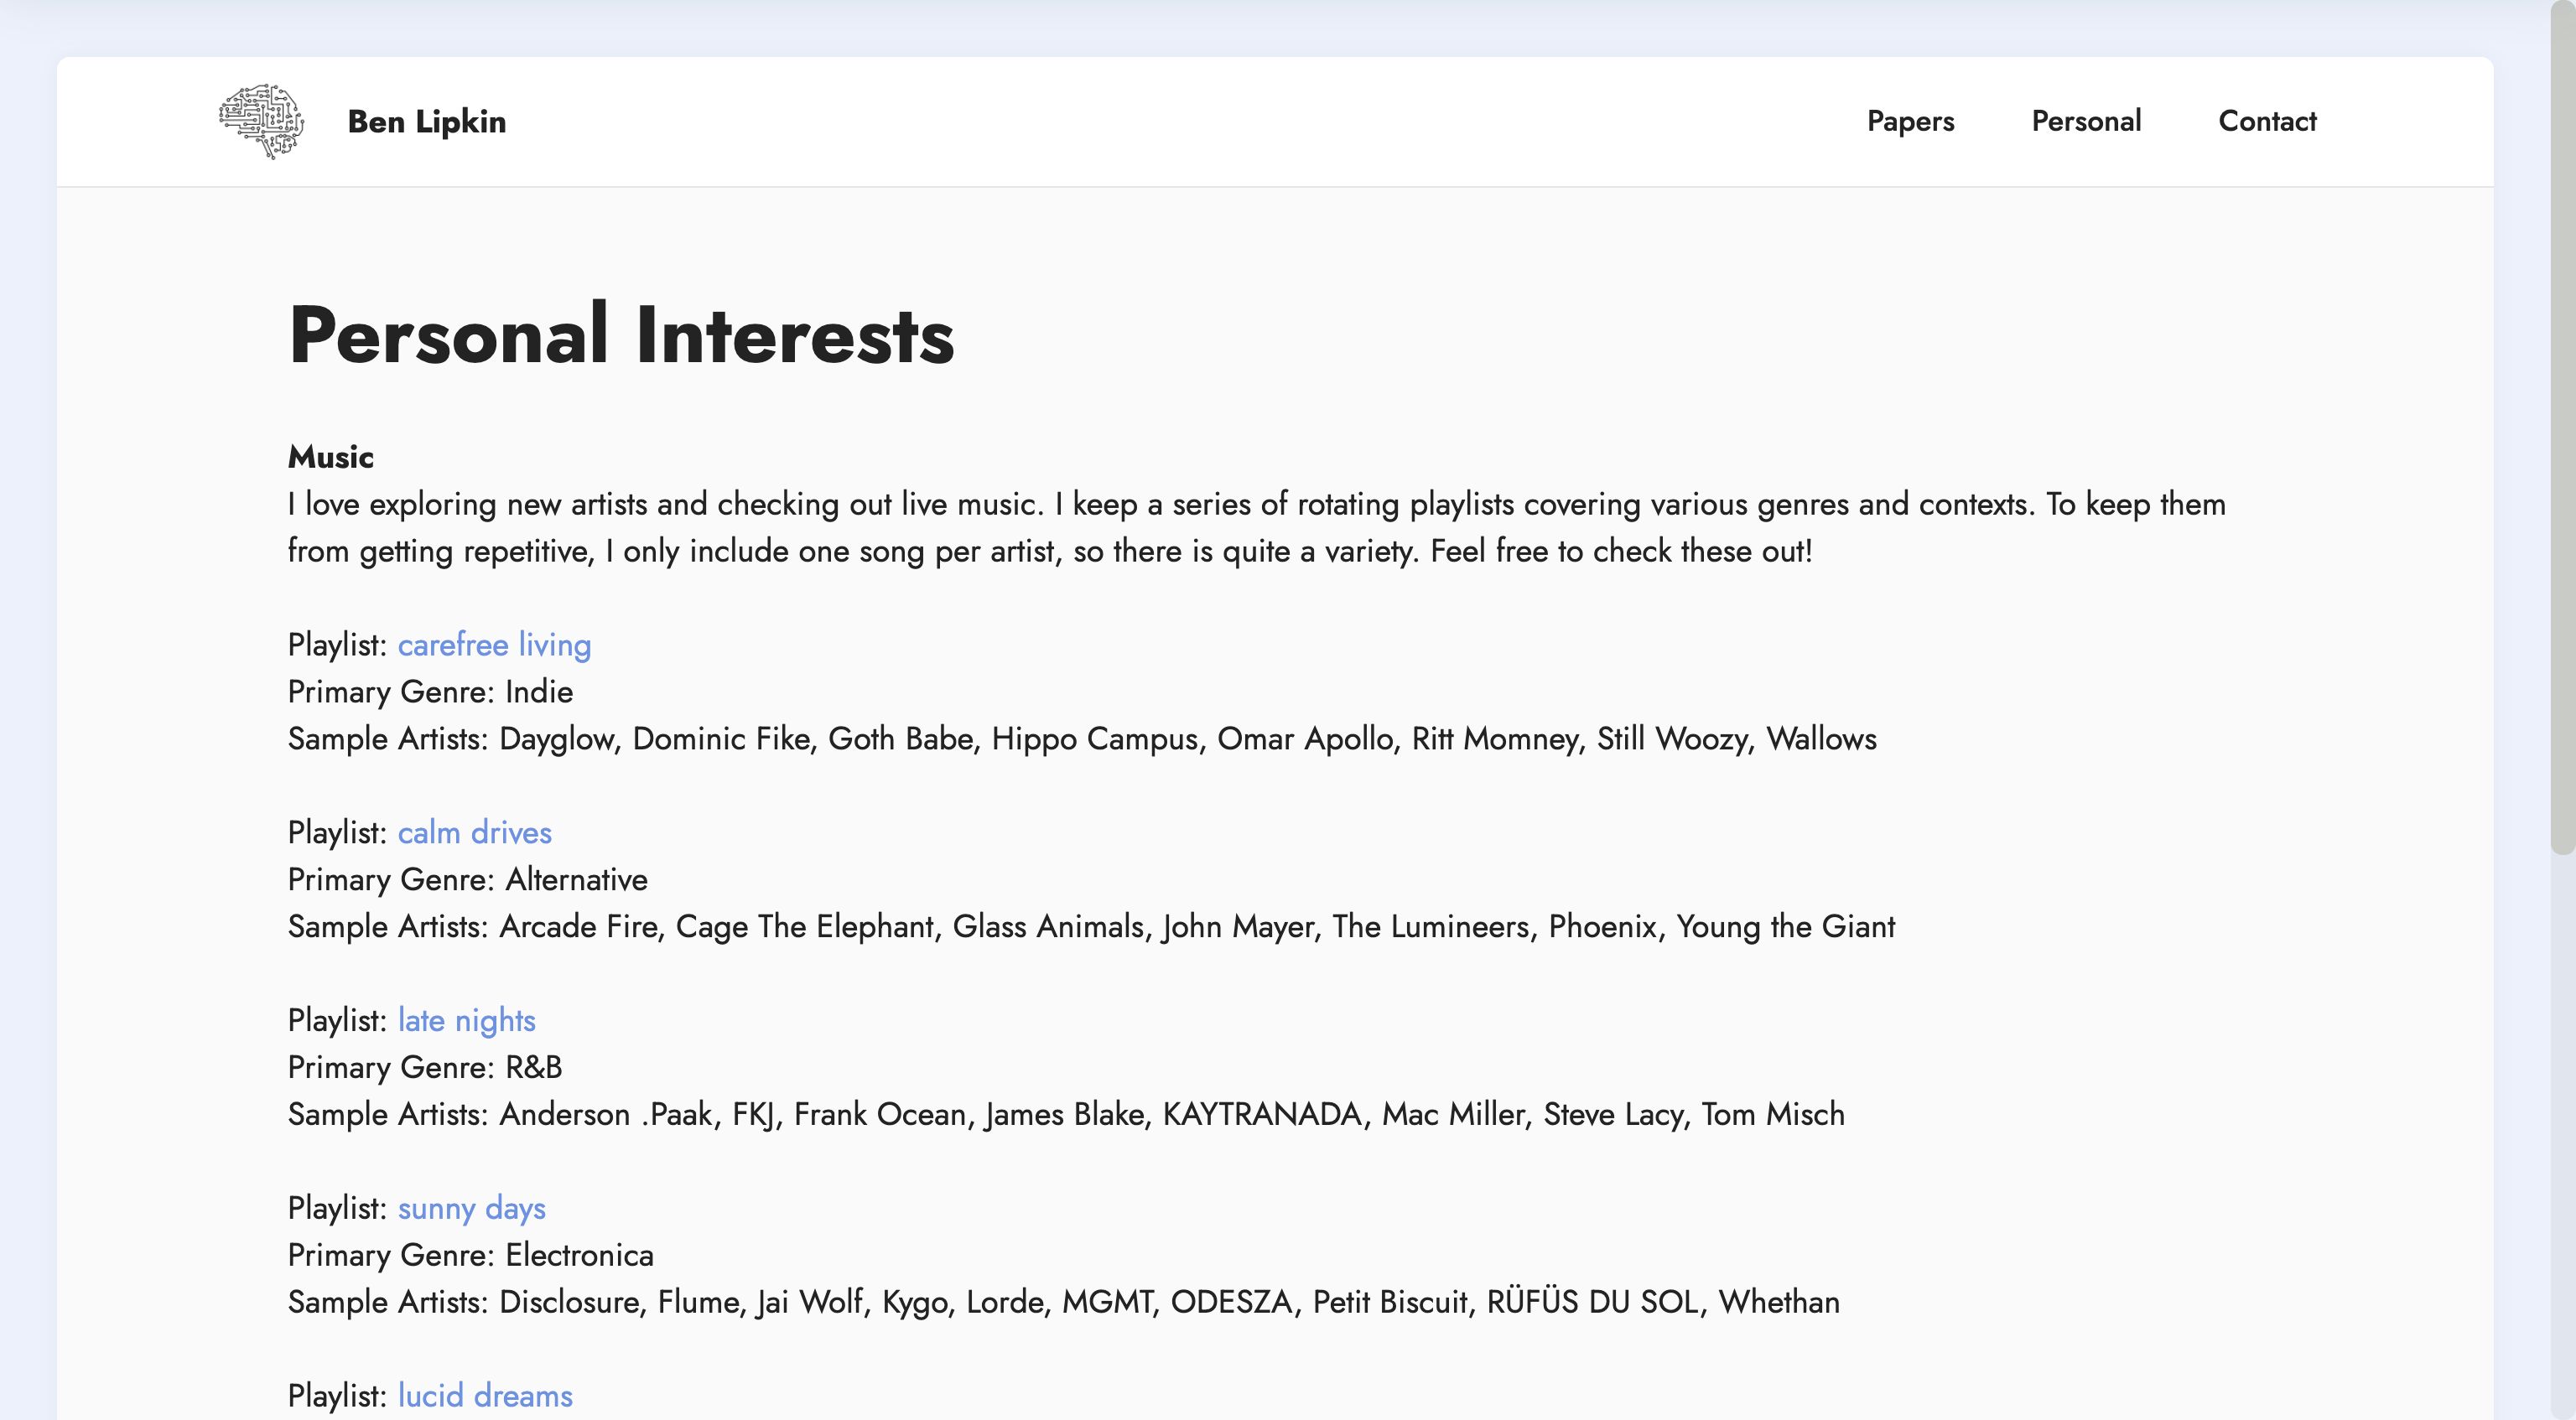 Ben Lipkin
Papers
Personal
Contact
Personal Interests
Music
I love exploring new artists and checking out live music. I keep a series of rotating playlists covering various genres and contexts. To keep them
from getting repetitive, I only include one song per artist, so there is quite a variety. Feel free to check these out!
Playlist: carefree living
Primary Genre: Indie
Sample Artists: Dayglow, Dominic Fike, Goth Babe, Hippo Campus, Omar Apollo, Ritt Momney, Still Woozy, Wallows
Playlist: calm drives
Primary Genre: Alternative
Sample Artists: Arcade Fire, Cage The Elephant, Glass Animals, John Mayer, The Lumineers, Phoenix, Young the Giant
Playlist: late nights
Primary Genre: R&B
Sample Artists: Anderson .Paak, FKJ, Frank Ocean, James Blake, KAYTRANADA, Mac Miller, Steve Lacy, Tom Misch
Playlist: sunny days
Primary Genre: Electronica
Sample Artists: Disclosure, Flume, Jai Wolf, Kygo, Lorde, MGMT, ODESZA, Petit Biscuit, RÜFÜS DU SOL, Whethan
Playlist: lucid dreams